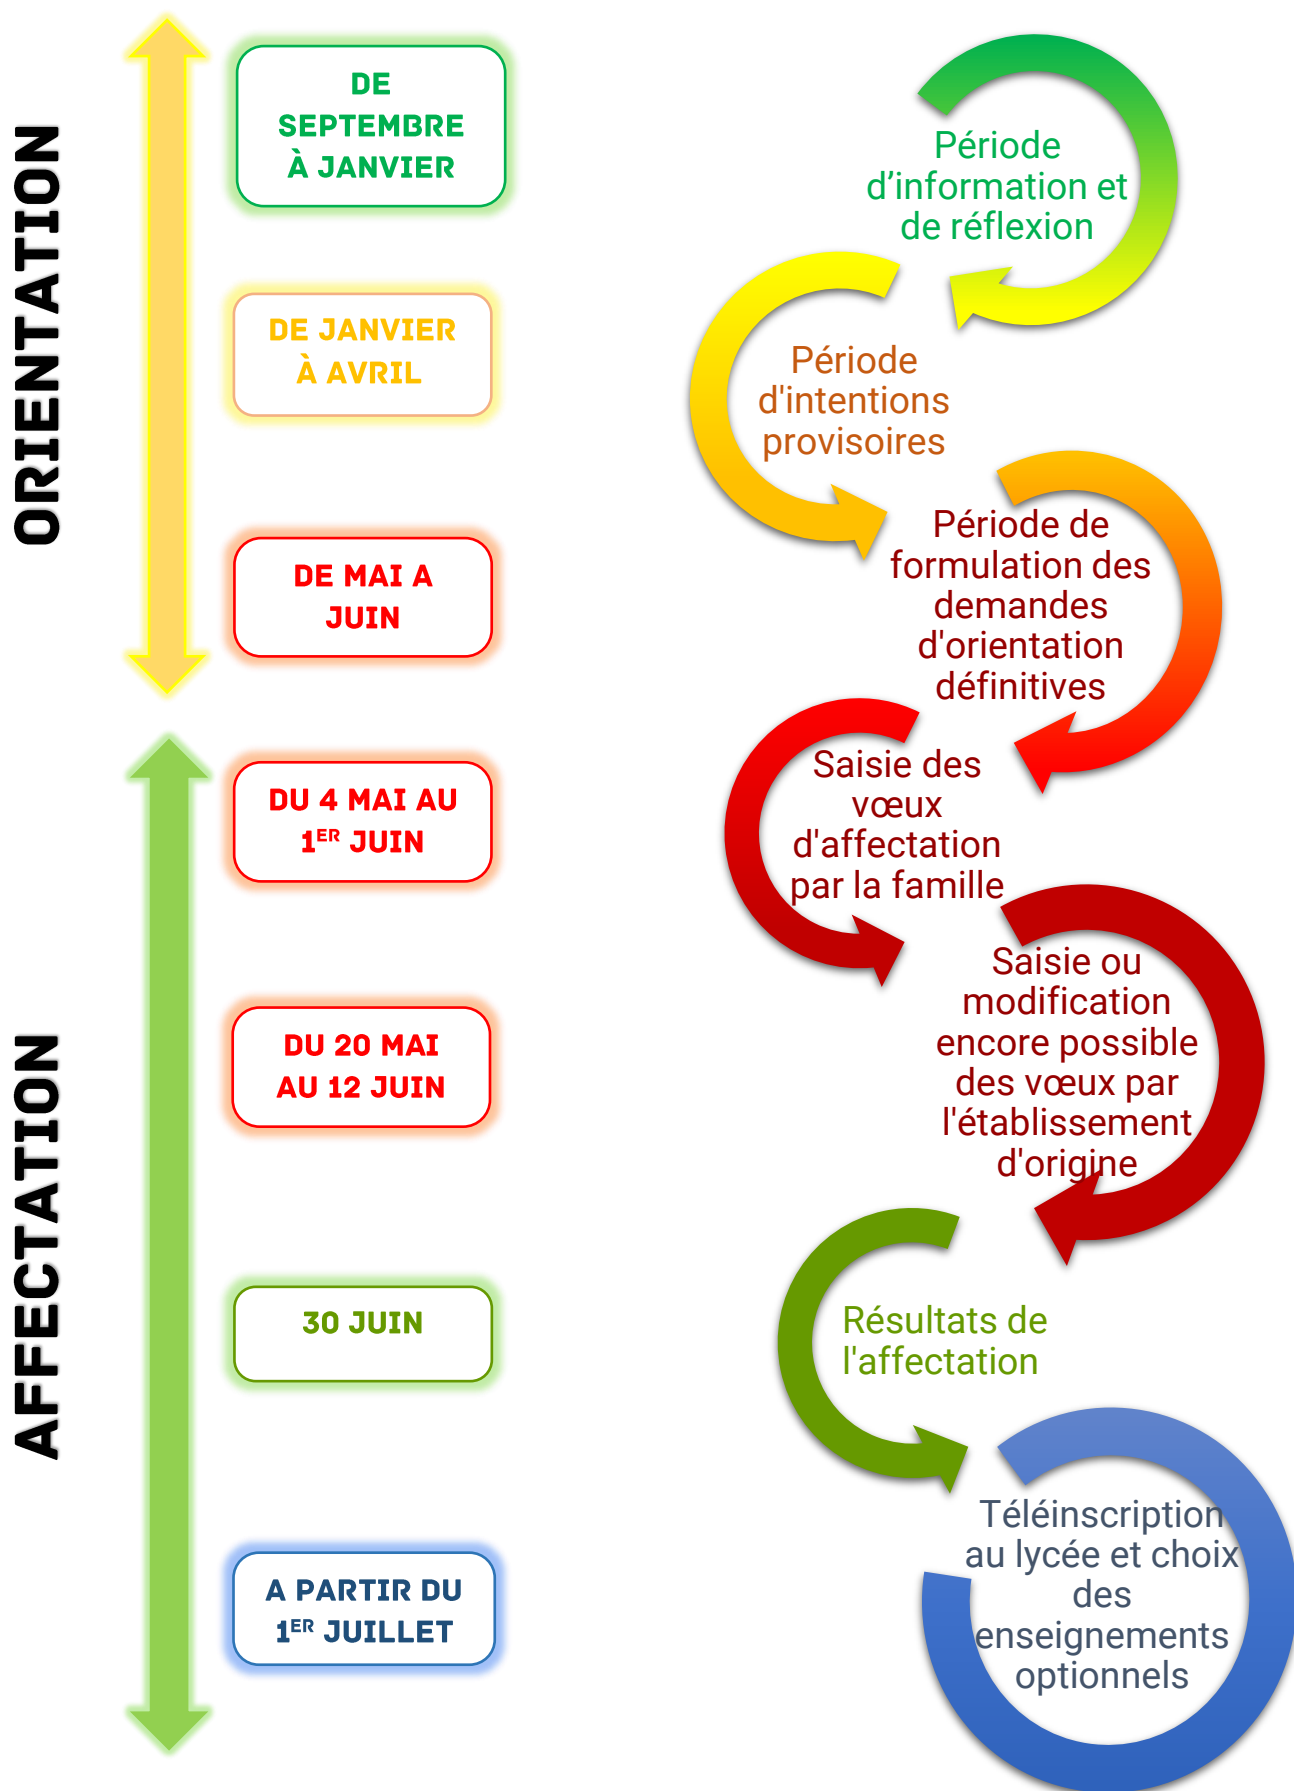 ORIENTATION
DE
SEPTEMBRE
À JANVIER
Période
d’information et
de réflexion
DE JANVIER
À AVRIL
Période
d'intentions
provisoires
DE MAI A
JUIN
Période de
formulation des
demandes
d'orientation
définitives
AFFECTATION
DU 4 MAI AU
1ER JUIN
Saisie des
vœux
d'affectation
par la famille
DU 20 MAI
AU 12 JUIN
Saisie ou
modification
encore possible
des vœux par
l'établissement
d'origine
30 JUIN
Résultats de
l'affectation
A PARTIR DU
1ER JUILLET
Téléinscription
au lycée et choix
des
enseignements
optionnels